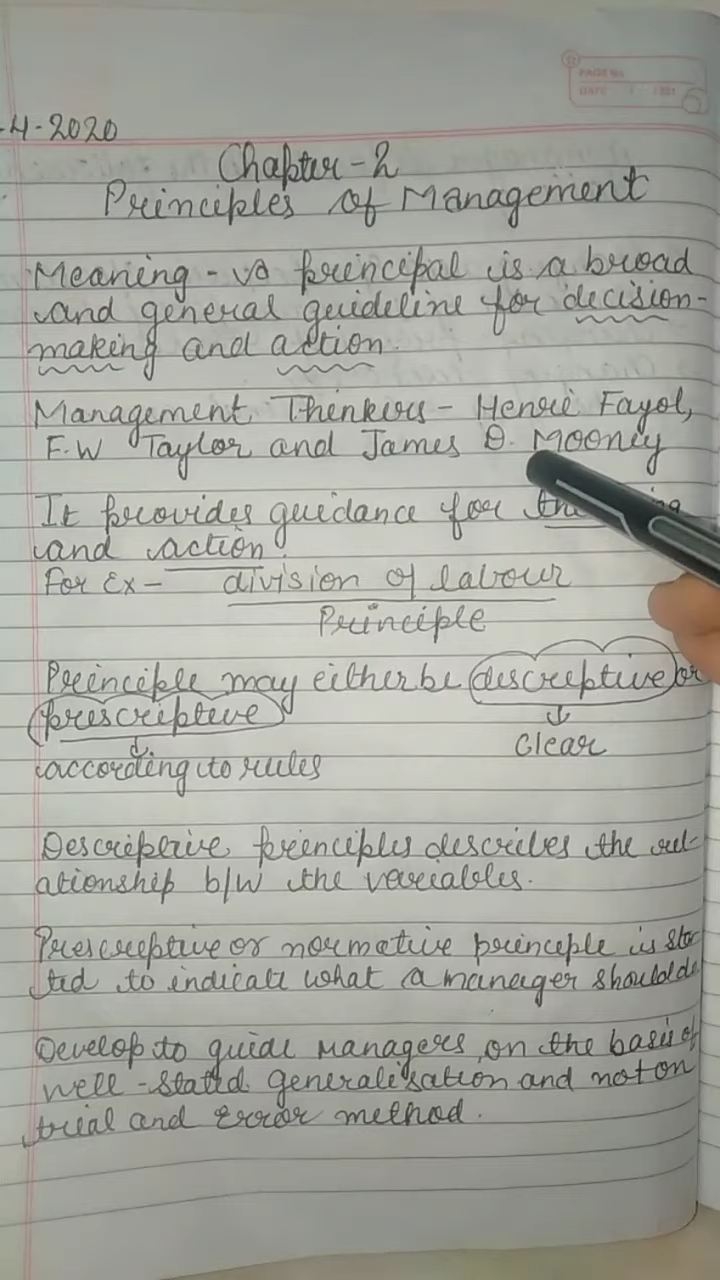 PAGE No
DATE
-4-2020
Chapter-2
Principles of Management
Meaning - A principal is a broad
and general guideline for decision-
making and action.
Management Thinkers - Henri Fayol,
F.W Taylor and James D. Mooney
It provides guidance for
and action.
For Ex - division of labour
Principle
Principle may either be descriptive or
prescriptive
Clear
according to rules
Descriptive principles describes the rel-
ationship b/w the variables.
Prescriptive or normative principle is sta
ted to indicate what a manager should do
Develop to guide managers on the basis of
well-stated generalisation and not on
trial and error method.